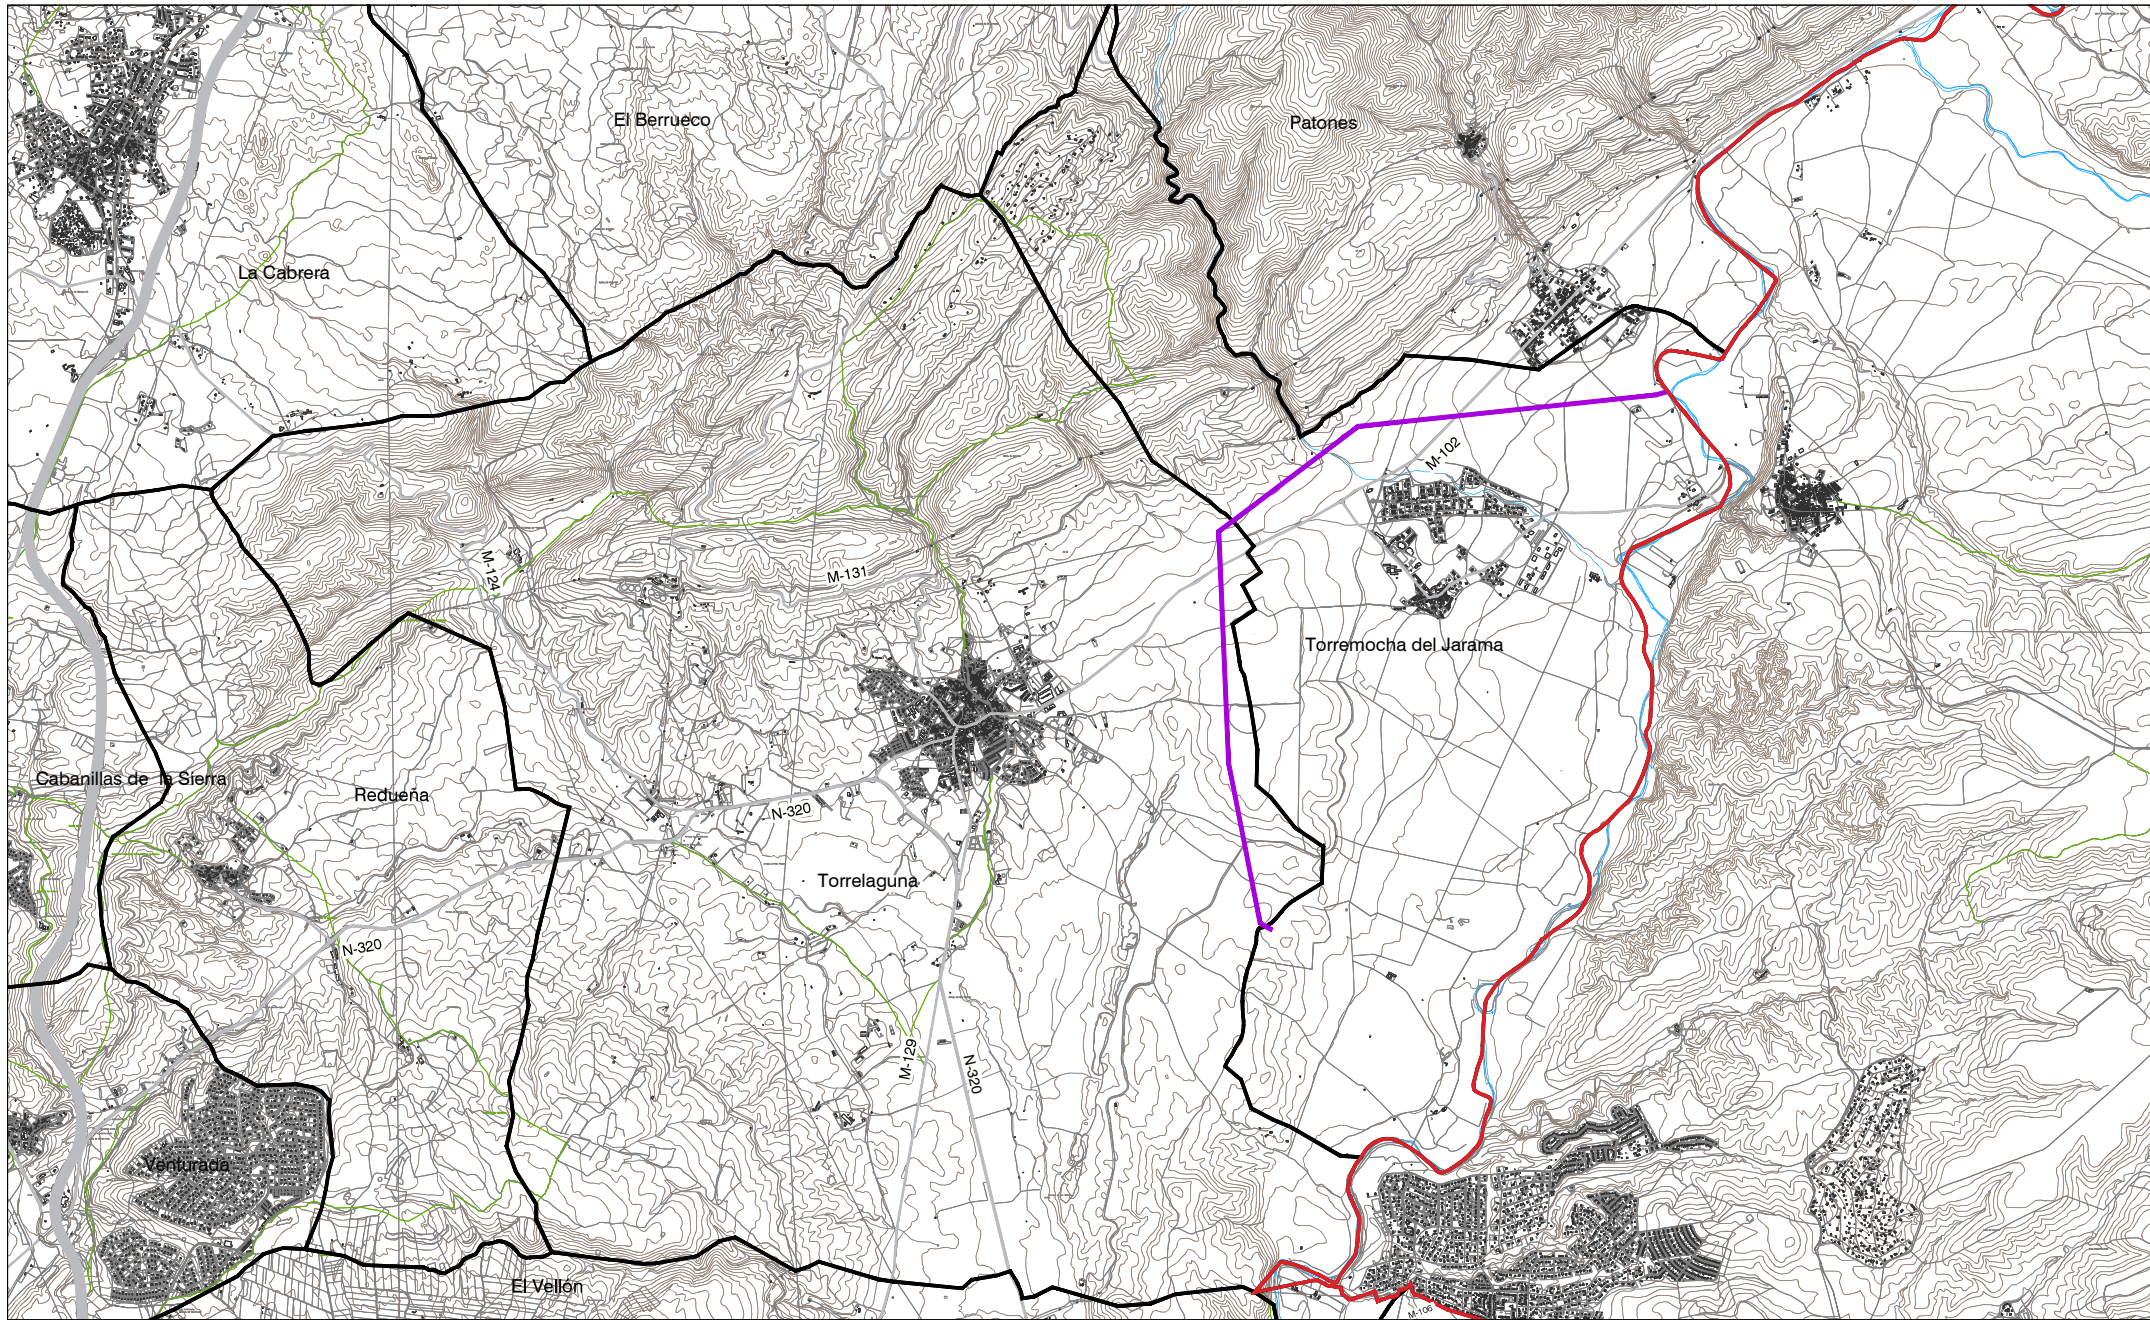 El Berrueco
Patones
La Cabrera
M-102
M-124
M-131
Torremocha del Jarama
Cabanillas de la Sierra
Redueña
N-320
Torrelaguna
N-320
M-129
N-320
Venturada
El Vellón
M-106